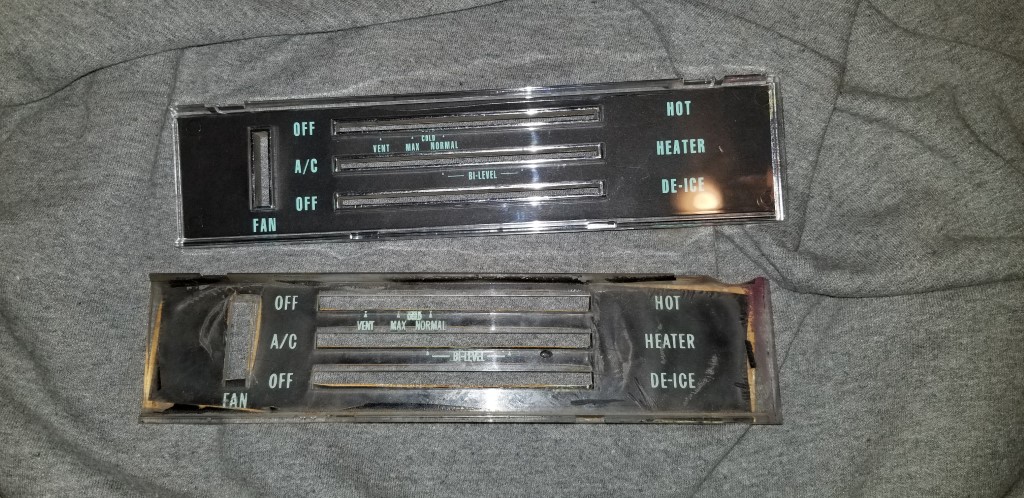 OFF HOT
COLD
VENT MAX NORMAL
A/C HEATER
BI-LEVEL
OFF DE-ICE
FAN
OFF HOT
COLD
VENT MAX NORMAL
A/C HEATER
BI-LEVEL
OFF DE-ICE
FAN